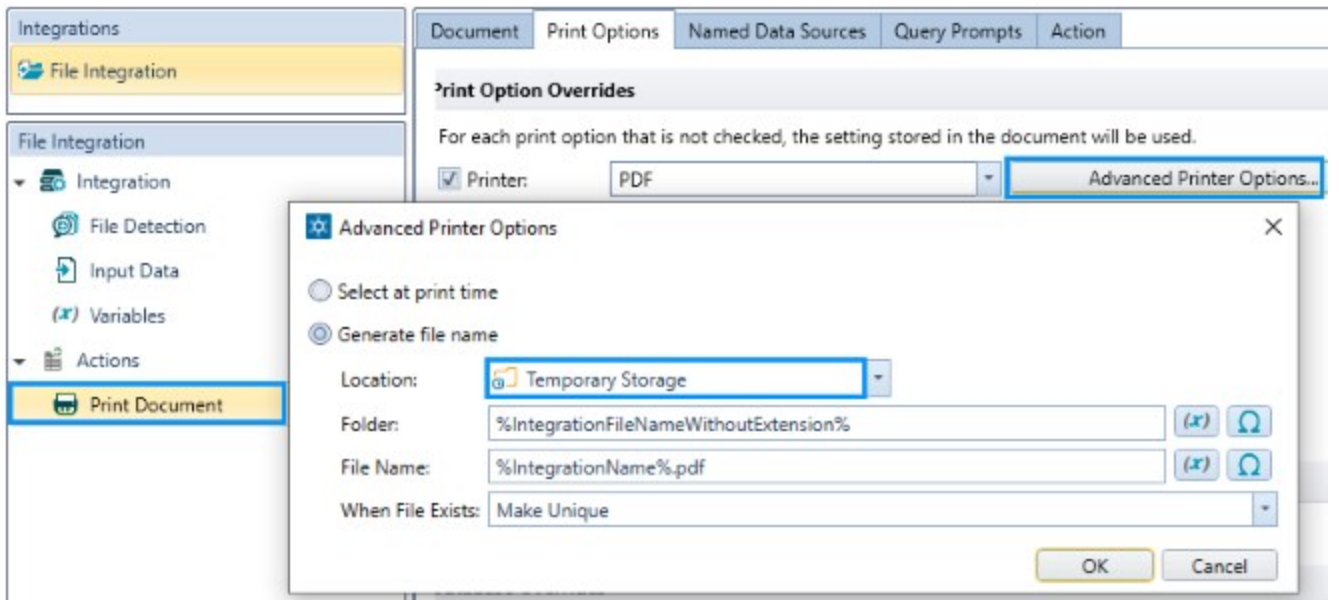 Integrations
File Integration
File Integration
Integration
File Detection
Input Data
(x) Variables
Actions
Print Document
Document Print Options Named Data Sources Query Prompts Action
Print Option Overrides
For each print option that is not checked, the setting stored in the document will be used.
Printer: PDF Advanced Printer Options...
Advanced Printer Options
Select at print time
Generate file name
Location: Temporary Storage
Folder: %IntegrationFileNameWithoutExtension% (x) Ω
File Name: %IntegrationName%.pdf (x) Ω
When File Exists: Make Unique
OK Cancel